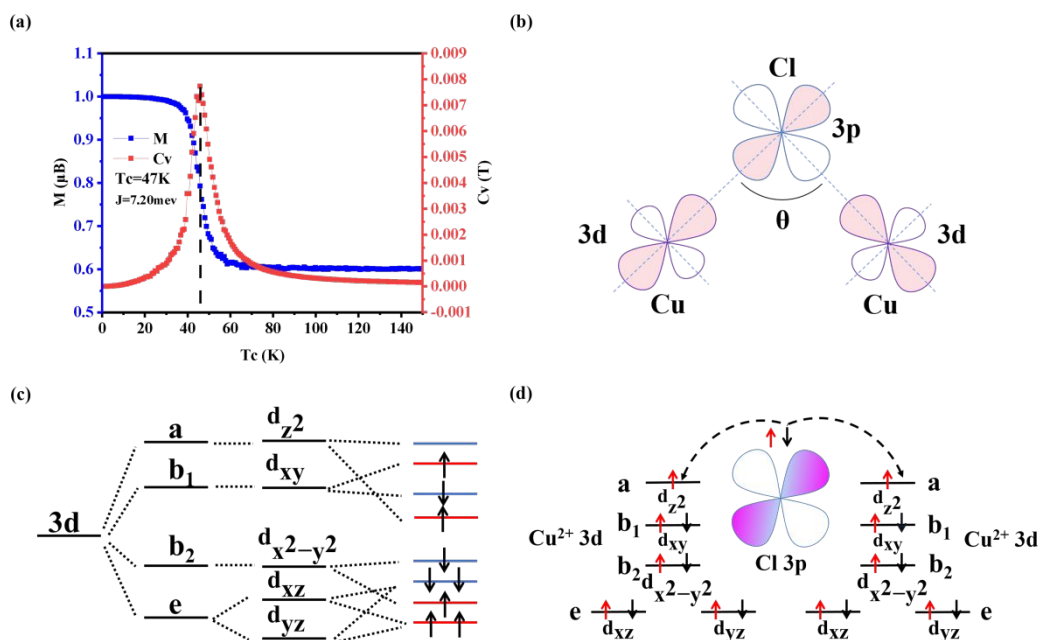 (a)
1.1
1.0
0.9
0.8
0.7
0.6
0.5
M (μB)
M
Cv
Tc=47K
J=7.20mev
0.009
0.008
0.007
0.006
0.005
0.004
0.003
0.002
0.001
0.000
-0.001
Cv (T)
0 20 40 60 80 100 120 140
Tc (K)
(b)
Cl
3p
θ
3d
Cu
3d
Cu
(c)
3d
a
b1
b2
e
dz2
dxy
dx2−y2
dxz
dyz
(d)
Cu2+ 3d
a
dz2
b1
dxy
b2
dx2−y2
e
dxz
dyz
Cl 3p
a
dz2
b1
dxy
b2
dx2−y2
dxz
dyz
e
Cu2+ 3d